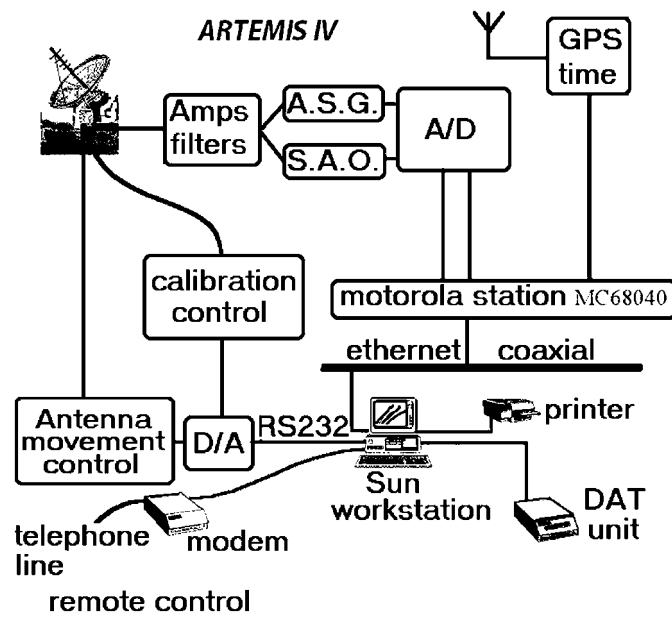 ARTEMIS IV
GPS
time
Amps
filters
A.S.G.
S.A.O.
A/D
calibration
control
motorola station MC68040
ethernet coaxial
Antenna
movement
control
D/A
RS232
printer
Sun
workstation
DAT
unit
telephone
line
modem
remote control